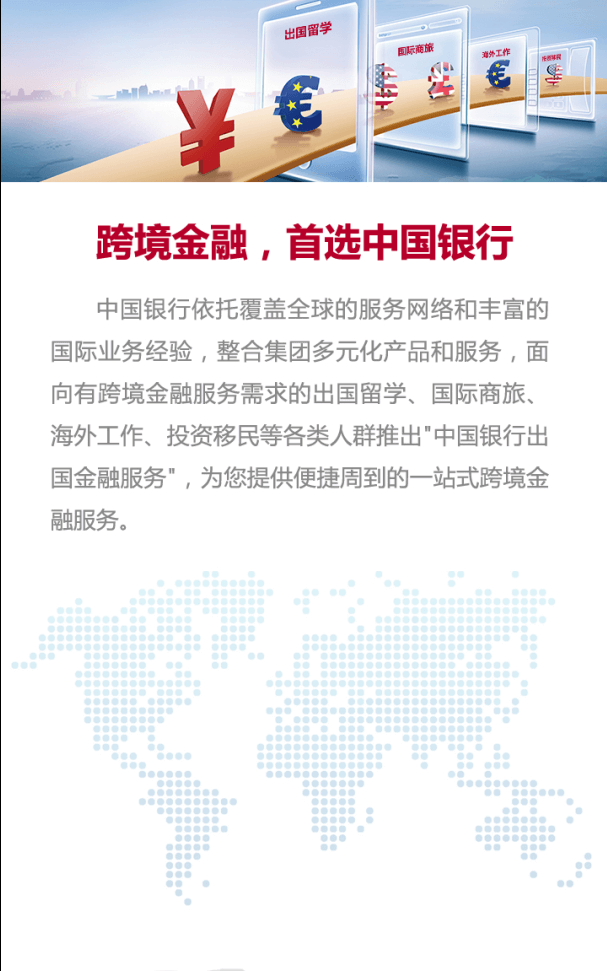 出国留学
国际商旅
海外工作
投资移民
跨境金融，首选中国银行
中国银行依托覆盖全球的服务网络和丰富的
国际业务经验，整合集团多元化产品和服务，面
向有跨境金融服务需求的出国留学、国际商旅、
海外工作、投资移民等各类人群推出"中国银行出
国金融服务"，为您提供便捷周到的一站式跨境金
融服务。